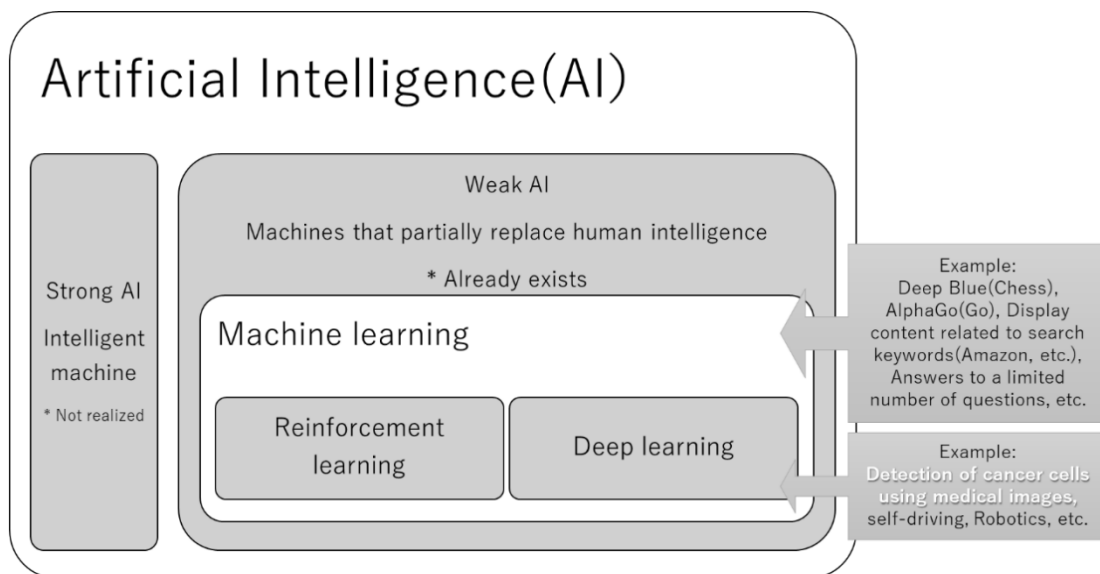 Artificial Intelligence(AI)
Strong AI
Intelligent
machine
* Not realized
Weak AI
Machines that partially replace human intelligence
* Already exists
Machine learning
Reinforcement
learning
Deep learning
Example:
Deep Blue(Chess),
AlphaGo(Go), Display
content related to search
keywords(Amazon, etc.),
Answers to a limited
number of questions, etc.
Example:
Detection of cancer cells
using medical images,
self-driving, Robotics, etc.